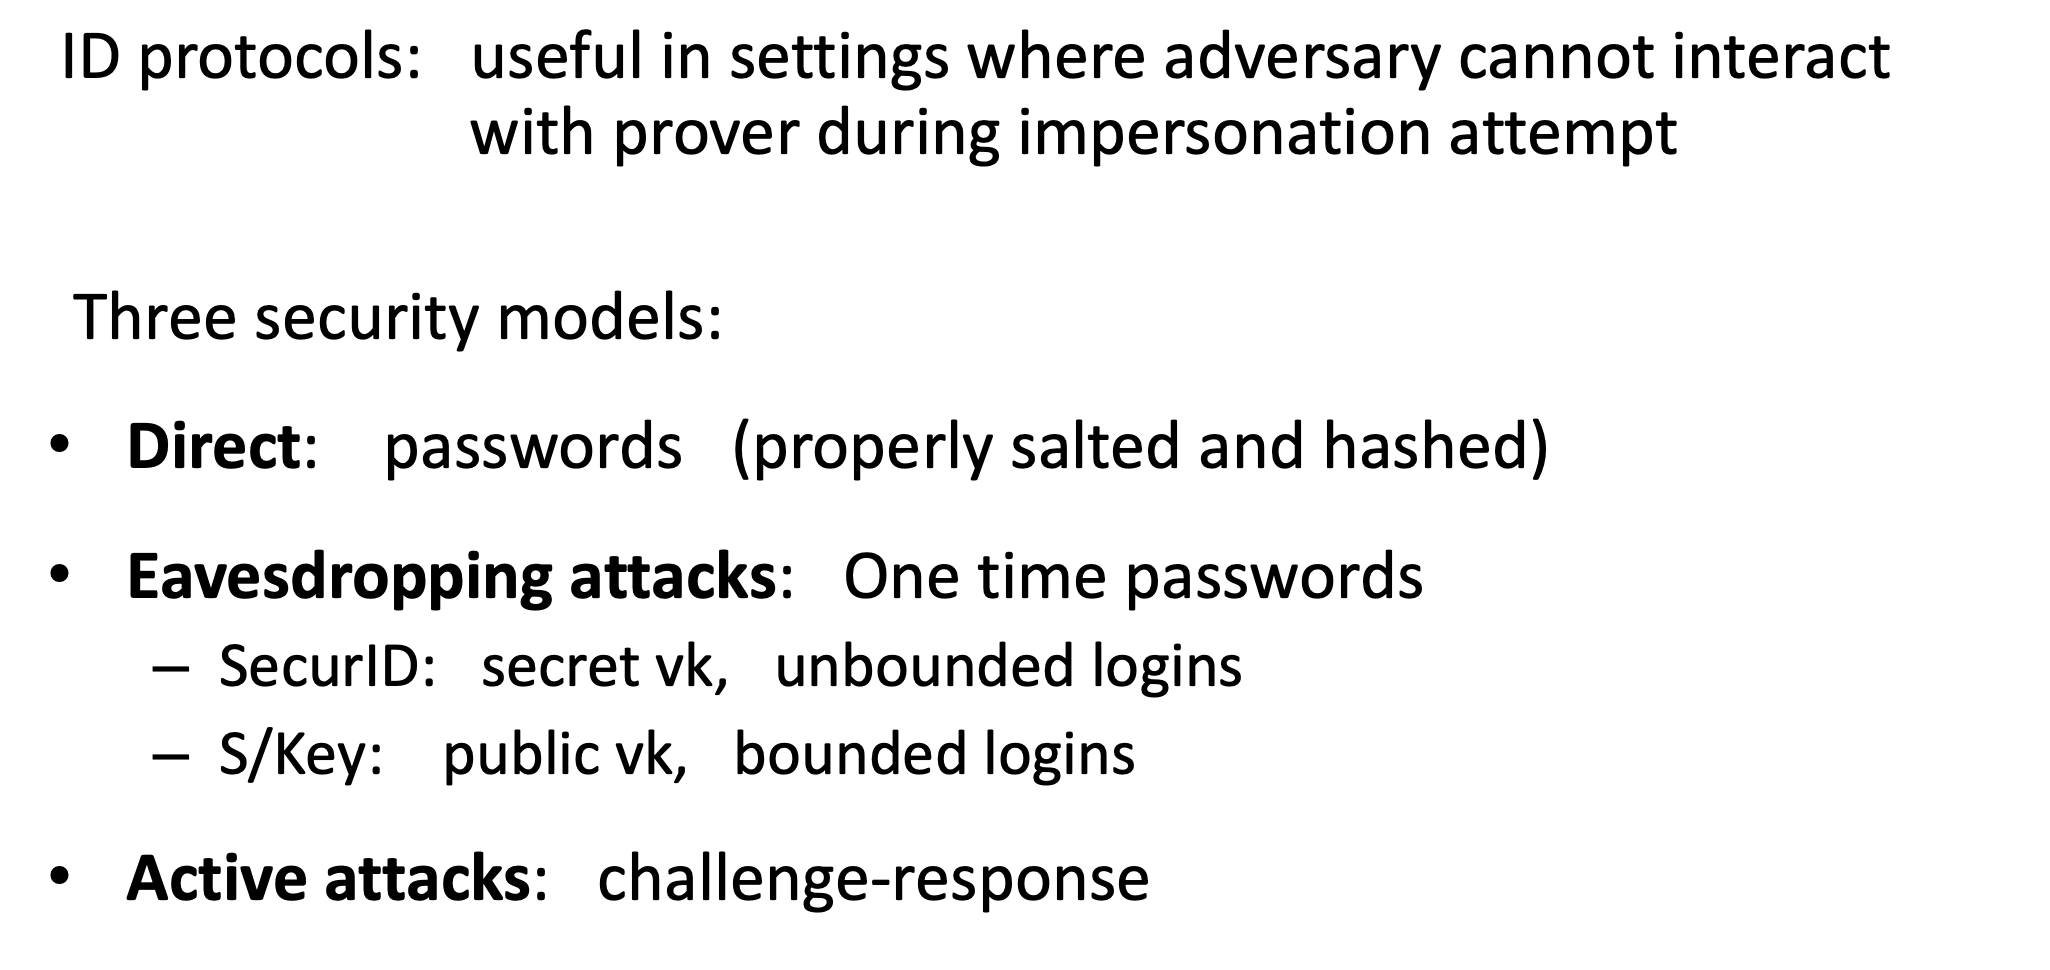 ID protocols: useful in settings where adversary cannot interact
with prover during impersonation attempt
Three security models:
• Direct: passwords (properly salted and hashed)
• Eavesdropping attacks: One time passwords
– SecurID: secret vk, unbounded logins
– S/Key: public vk, bounded logins
• Active attacks: challenge-response